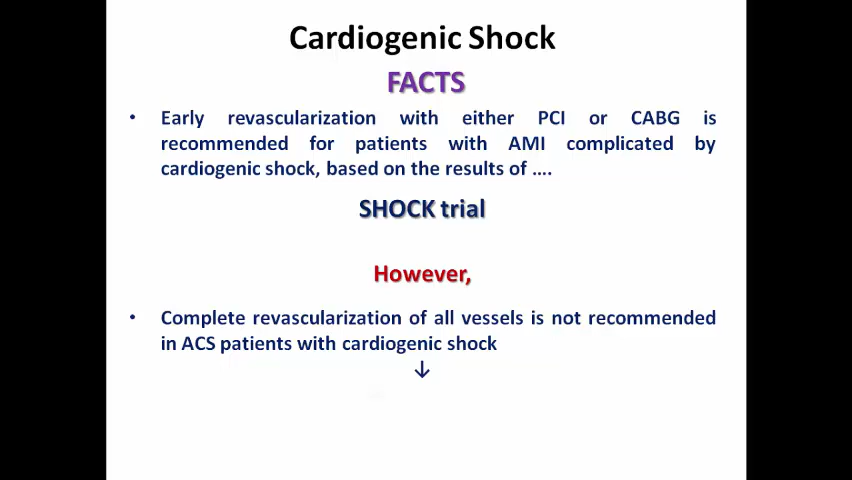 Cardiogenic Shock
FACTS
• Early revascularization with either PCI or CABG is
recommended for patients with AMI complicated by
cardiogenic shock, based on the results of ....
SHOCK trial
However,
• Complete revascularization of all vessels is not recommended
in ACS patients with cardiogenic shock
↓